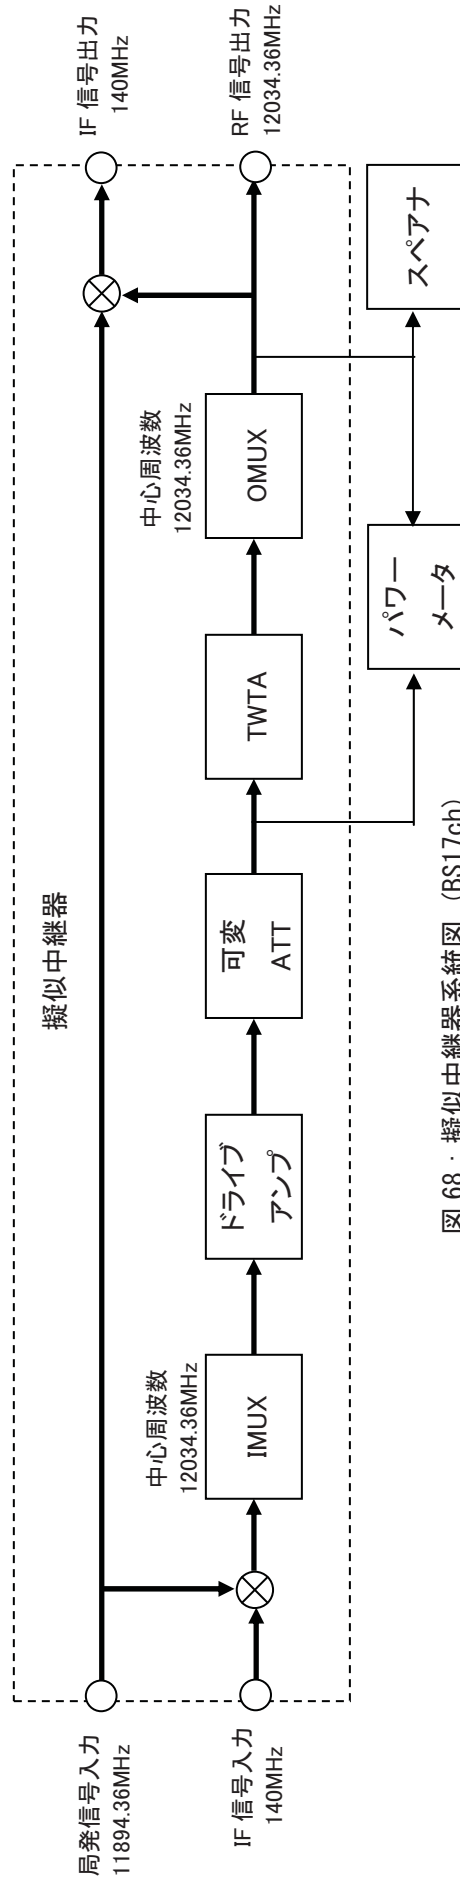 擬似中継器
局発信号入力
11894.36MHz
IF 信号入力
140MHz
中心周波数
12034.36MHz
IMUX
ドライブ
アンプ
可変
ATT
TWTA
中心周波数
12034.36MHz
OMUX
IF 信号出力
140MHz
RF 信号出力
12034.36MHz
パワー
メータ
スペアナ
図 68：擬似中継器系統図（BS17ch）